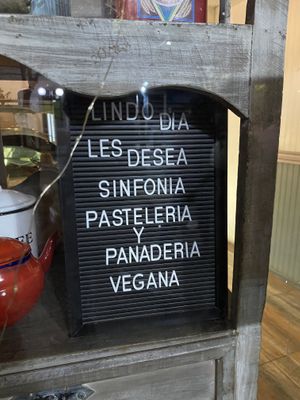 LINDO
DIA
LES
DESEA
SINFONIA
PASTELERIA
Y
PANADERIA
VEGANA